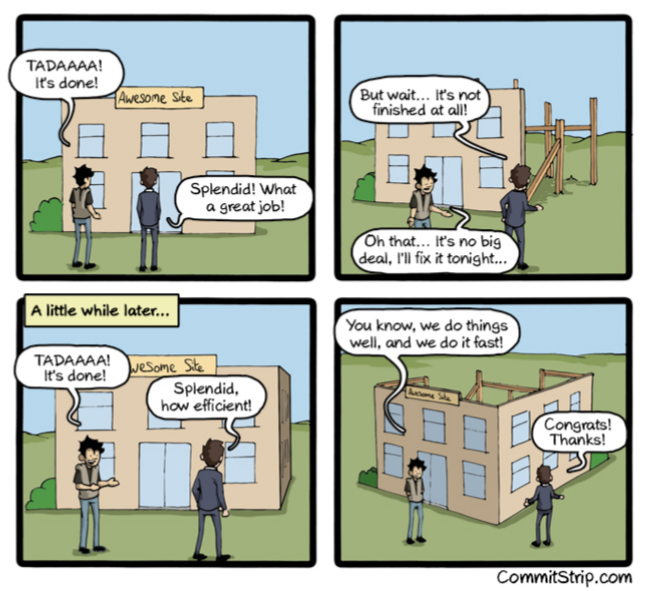 TADAAAA!
It's done!
Awesome Site
Splendid! What
a great job!
But wait... It's not
finished at all!
Oh that... It's no big
deal, I'll fix it tonight...
A little while later...
TADAAAA!
It's done!
wesome Site
Splendid,
how efficient!
You know, we do things
well, and we do it fast!
Awesome Site
Congrats!
Thanks!
CommitStrip.com